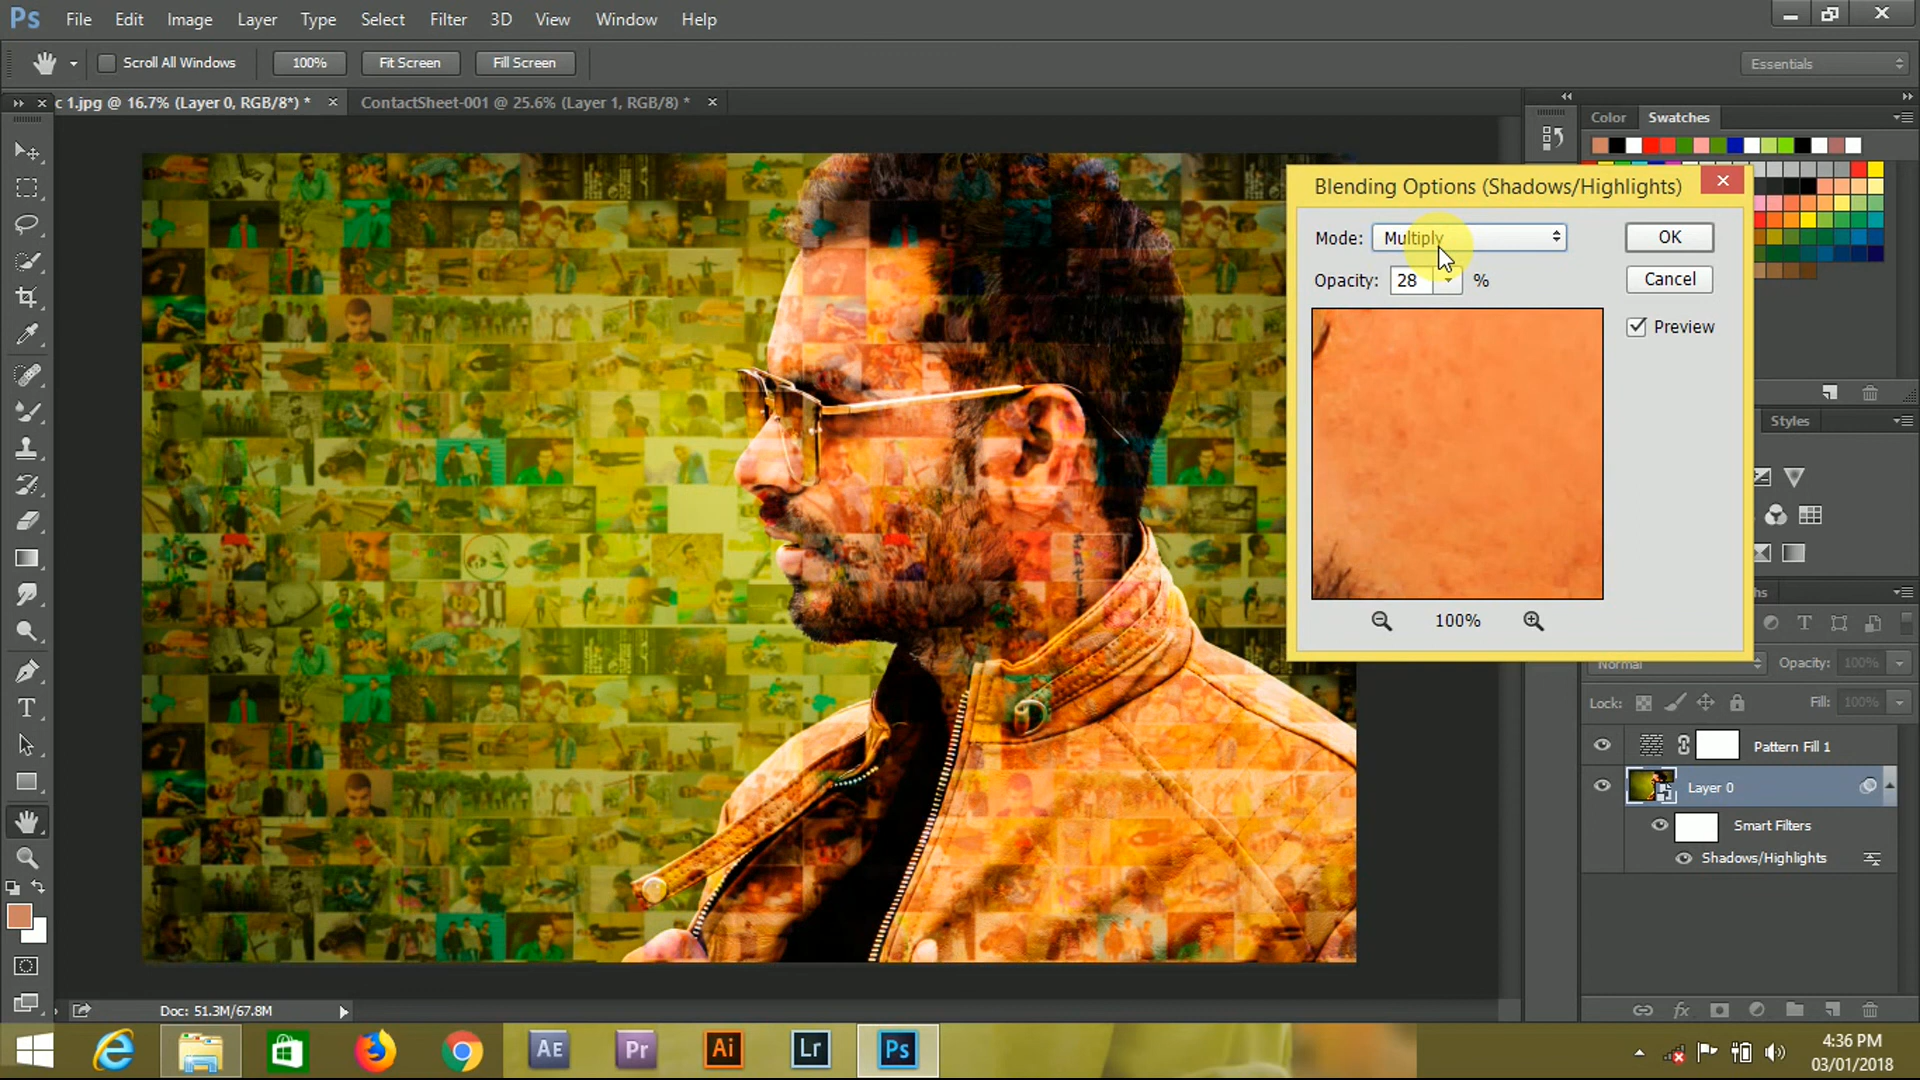 Ps File Edit Image Layer Type Select Filter 3D View Window Help
Scroll All Windows 100% Fit Screen Fill Screen Essentials
c 1.jpg @ 16.7% (Layer 0, RGB/8*) * ContactSheet-001 @ 25.6% (Layer 1, RGB/8) *
Color Swatches
Blending Options (Shadows/Highlights)
Mode: Multiply OK
Opacity: 28 % Cancel
Preview
100%
Styles
Normal Opacity: 100%
Lock: Fill: 100%
Pattern Fill 1
Layer 0
Smart Filters
Shadows/Highlights
Doc: 51.3M/67.8M
AE Pr Ai Lr Ps
4:36 PM
03/01/2018